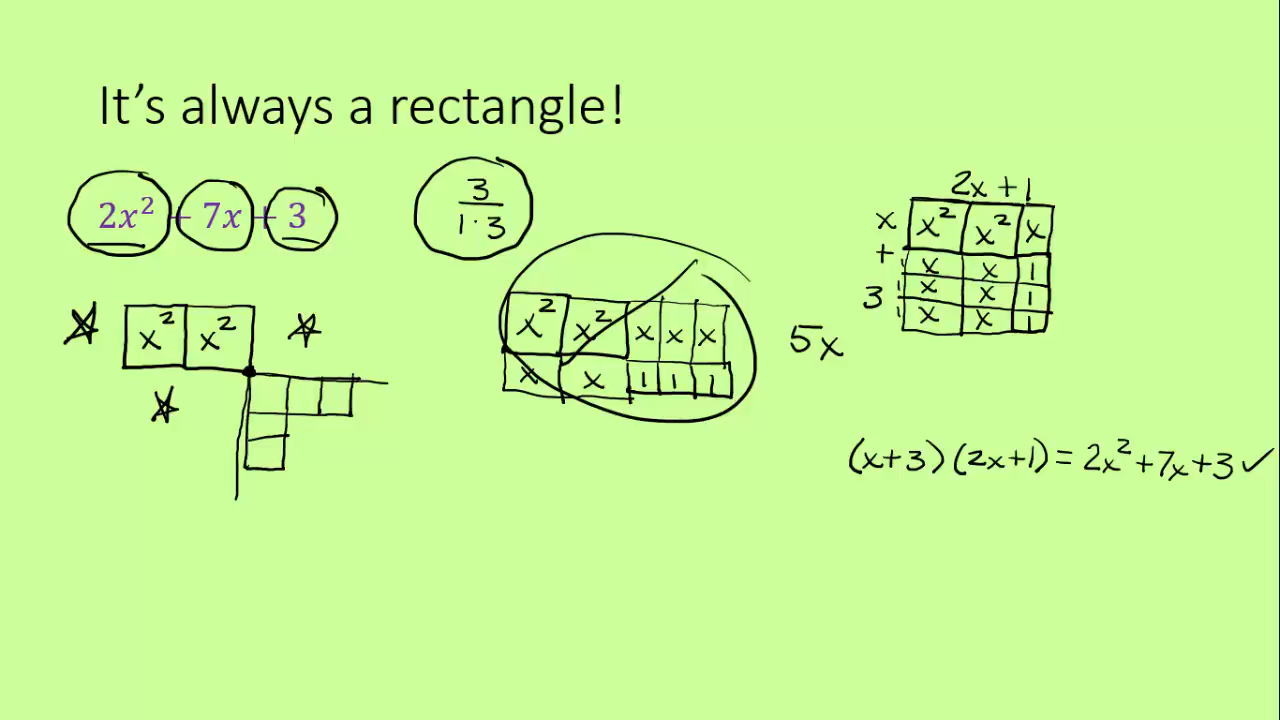 It's always a rectangle!
2x² + 7x + 3
3
1 · 3
x² x²
x² x² x x x
x x 1 1 1
5x
2x + 1
x x² x² x
+ x x 1
3 x x 1
x x 1
(x+3)(2x+1) = 2x² + 7x + 3 ✓